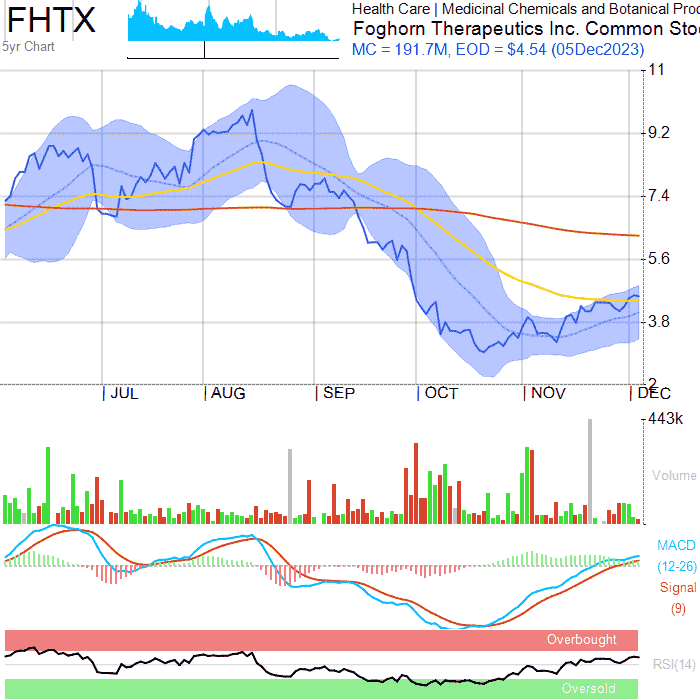 FHTX
Health Care | Medicinal Chemicals and Botanical Prod
Foghorn Therapeutics Inc. Common Sto
5yr Chart
MC = 191.7M, EOD = $4.54 (05Dec2023)
11
9.2
7.4
5.6
3.8
2
JUL AUG SEP OCT NOV DEC
443k
Volume
MACD
(12-26)
Signal
(9)
Overbought
RSI(14)
Oversold